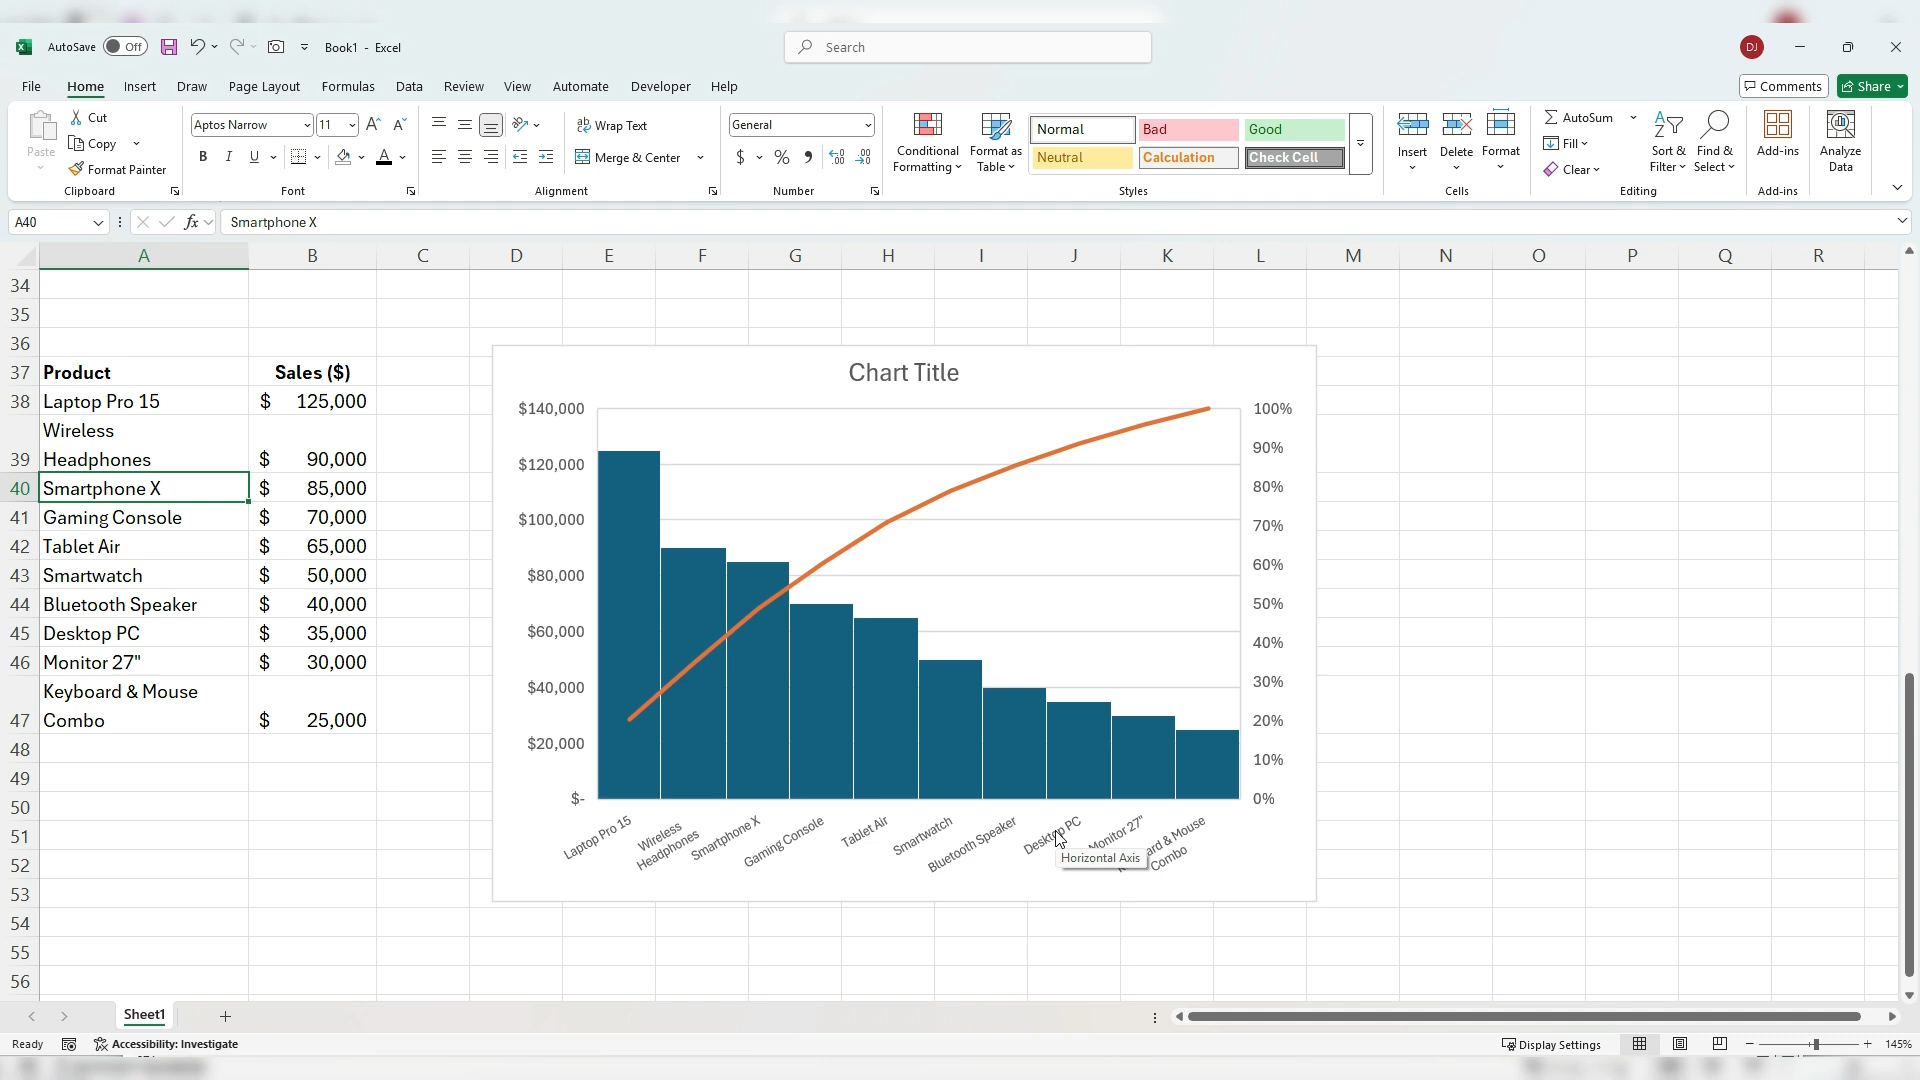 AutoSave Off Book1 - Excel Search DJ
File Home Insert Draw Page Layout Formulas Data Review View Automate Developer Help Comments Share
Paste Cut Copy Format Painter Clipboard
Aptos Narrow 11 B I U A Font
Wrap Text Merge & Center Alignment
General $ % Number
Conditional Formatting Format as Table
Normal Bad Good
Neutral Calculation Check Cell
Styles
Insert Delete Format Cells
AutoSum Fill Clear Sort & Filter Find & Select Editing
Add-ins Add-ins
Analyze Data
A40 fx Smartphone X
A B C D E F G H I J K L M N O P Q R
34
35
36
37 Product Sales ($)
38 Laptop Pro 15 $ 125,000
Wireless
39 Headphones $ 90,000
40 Smartphone X $ 85,000
41 Gaming Console $ 70,000
42 Tablet Air $ 65,000
43 Smartwatch $ 50,000
44 Bluetooth Speaker $ 40,000
45 Desktop PC $ 35,000
46 Monitor 27" $ 30,000
Keyboard & Mouse
47 Combo $ 25,000
48
49
50
51
52
53
54
55
56
Chart Title
$140,000
$120,000
$100,000
$80,000
$60,000
$40,000
$20,000
$-
100%
90%
80%
70%
60%
50%
40%
30%
20%
10%
0%
Laptop Pro 15
Wireless
Headphones
Smartphone X
Gaming Console
Tablet Air
Smartwatch
Bluetooth Speaker
Desktop PC
Monitor 27"
& Mouse
Combo
Horizontal Axis
Sheet1
Ready Accessibility: Investigate Display Settings 145%